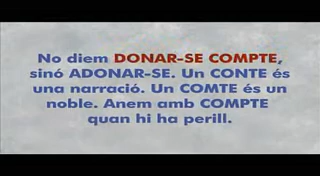 No diem DONAR-SE COMPTE,
sinó ADONAR-SE. Un CONTE és
una narració. Un COMTE és un
noble. Anem amb COMPTE
quan hi ha perill.